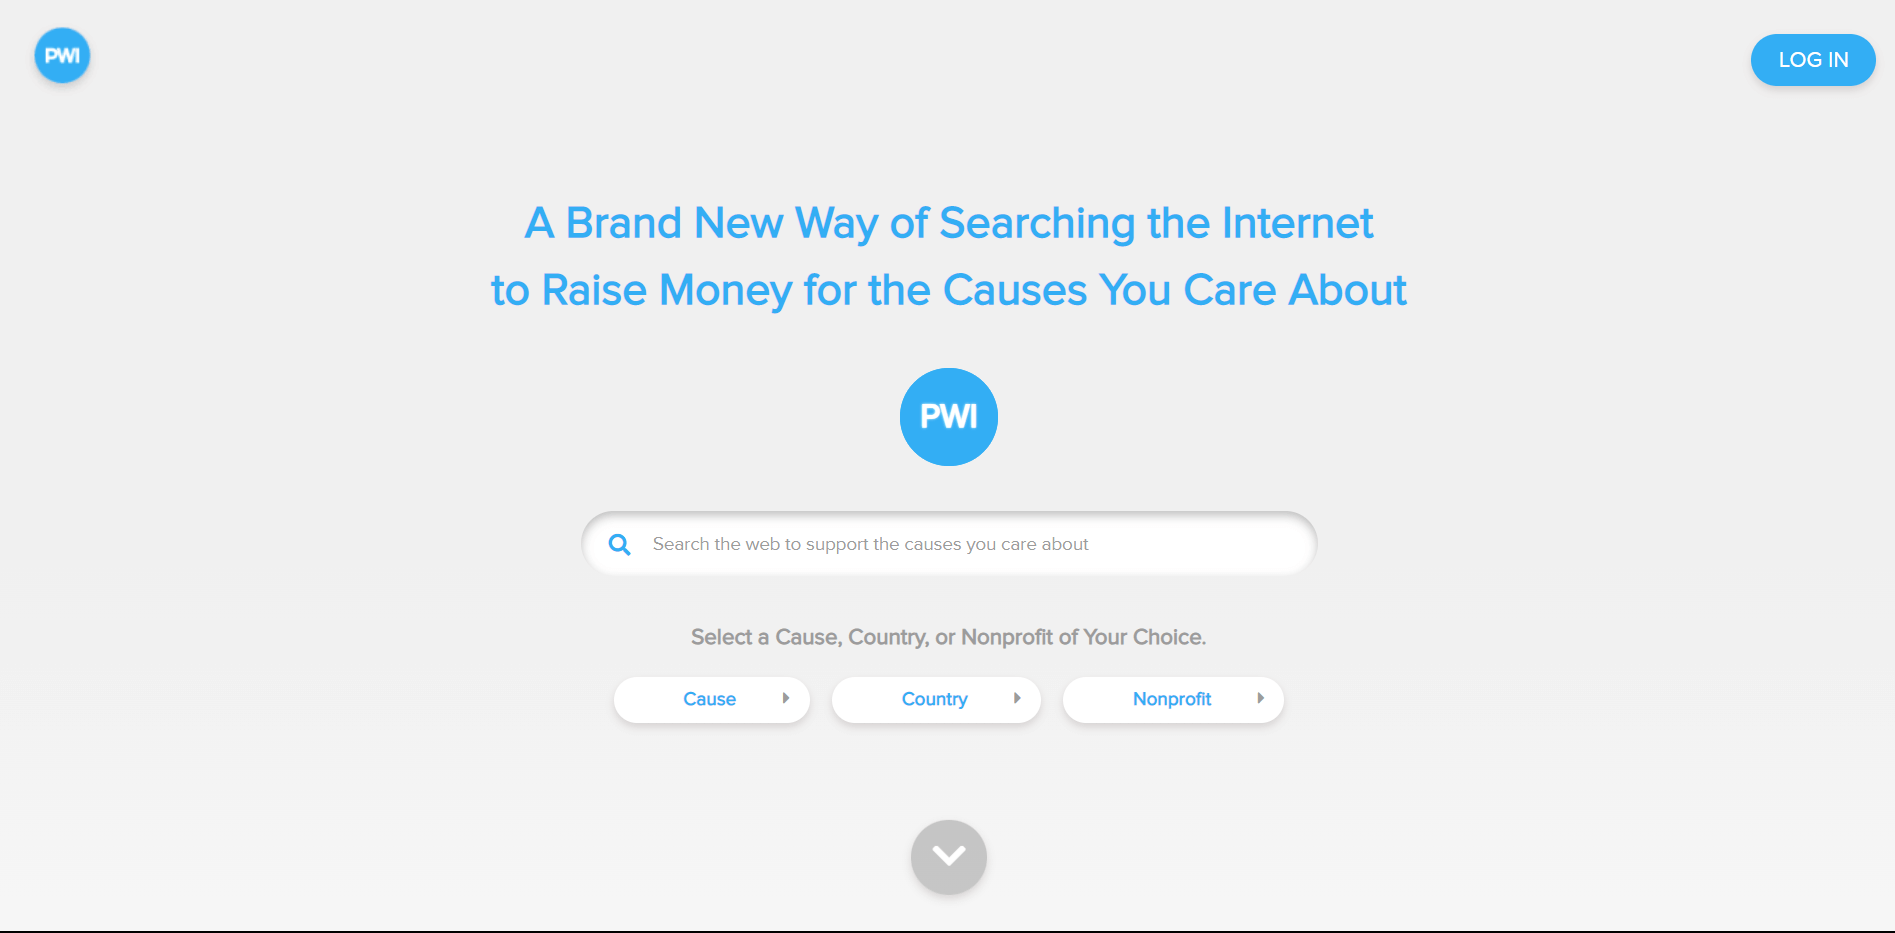 PWI
LOG IN
A Brand New Way of Searching the Internet
to Raise Money for the Causes You Care About
PWI
Search the web to support the causes you care about
Select a Cause, Country, or Nonprofit of Your Choice.
Cause
Country
Nonprofit